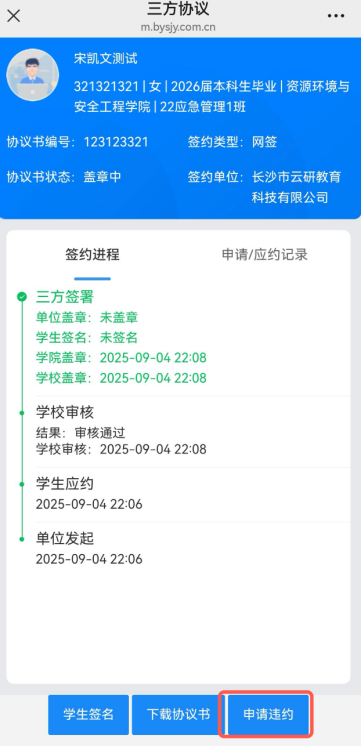 三方协议
m.bysjy.com.cn
宋凯文测试
321321321 | 女 | 2026届本科生毕业 | 资源环境与
安全工程学院 | 22应急管理1班
协议书编号：123123321 签约类型：网签
协议书状态：盖章中 签约单位：长沙市云研教育
科技有限公司
签约进程 申请/应约记录
三方签署
单位盖章：未盖章
学生签名：未签名
学院盖章：2025-09-04 22:08
学校盖章：2025-09-04 22:08
学校审核
结果：审核通过
学校审核：2025-09-04 22:08
学生应约
2025-09-04 22:06
单位发起
2025-09-04 22:06
学生签名 下载协议书 申请违约